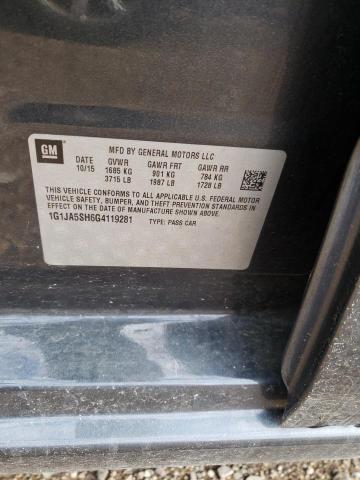 GM
MFD BY GENERAL MOTORS LLC
DATE GVWR GAWR FRT GAWR RR
10/15 1685 KG 901 KG 784 KG
3715 LB 1987 LB 1728 LB
THIS VEHICLE CONFORMS TO ALL APPLICABLE U.S. FEDERAL MOTOR
VEHICLE SAFETY, BUMPER, AND THEFT PREVENTION STANDARDS IN
EFFECT ON THE DATE OF MANUFACTURE SHOWN ABOVE.
1G1JA5SH6G4119281 TYPE: PASS CAR